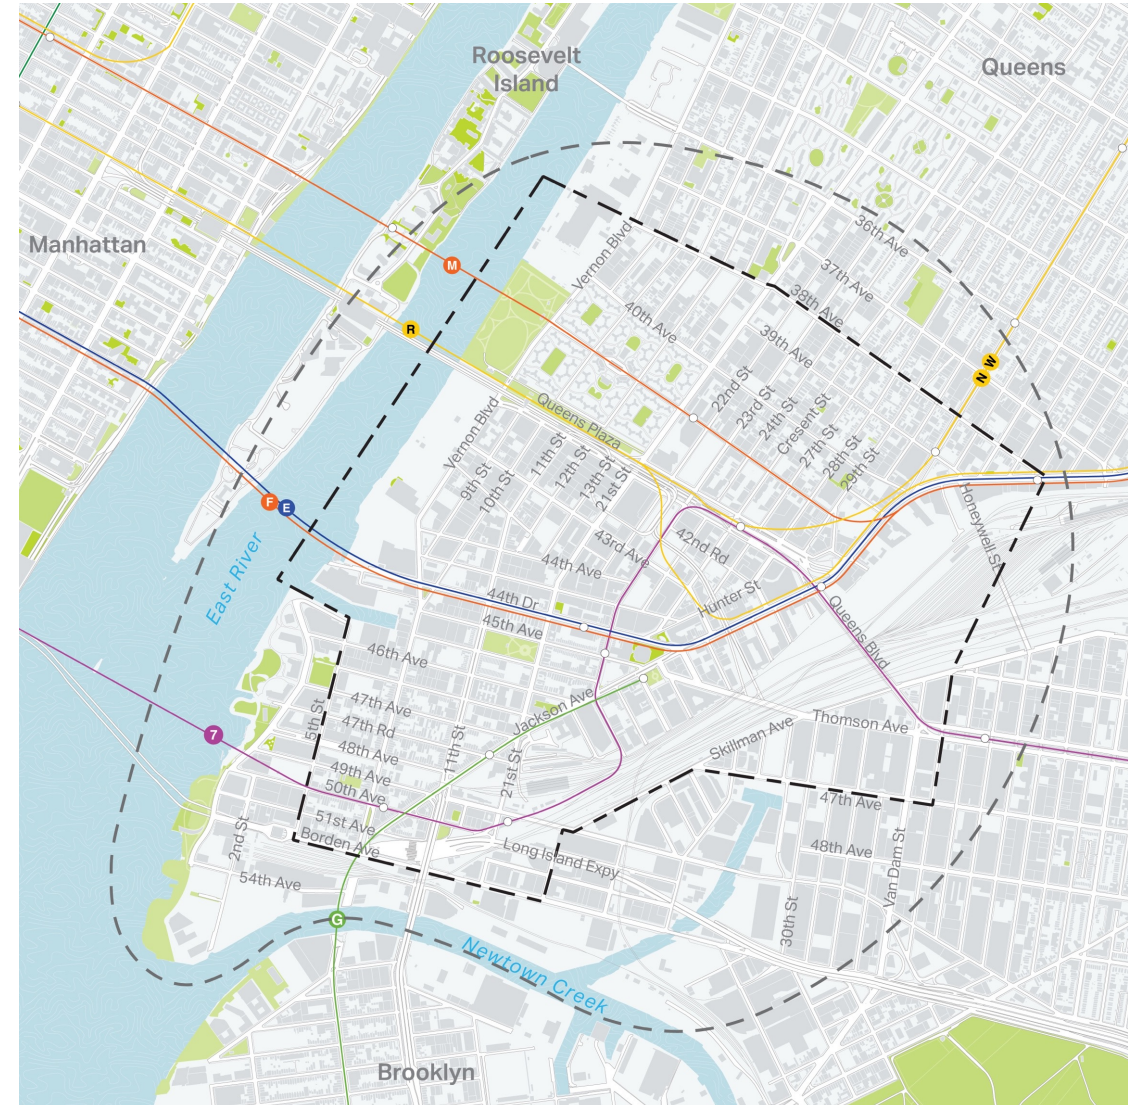 Roosevelt
Island
Queens
Manhattan
36th Ave
Vernon Blvd
M
37th Ave
38th Ave
40th Ave
R
39th Ave
N
W
22nd St
23rd St
24th St
Cresent St
27th St
28th St
29th St
Queens Plaza
Vernon Blvd
9th St
10th St
11th St
12th St
13th St
21st St
F
E
Honeywell St
East River
43rd Ave
42nd Rd
44th Ave
44th Dr
Hunter St
45th Ave
Queens Blvd
46th Ave
47th Ave
47th Rd
5th St
Jackson Ave
Thomson Ave
Skillman Ave
7
48th Ave
11th St
49th Ave
21st St
50th Ave
47th Ave
51st Ave
2nd St
Borden Ave
Long Island Expy
48th Ave
Van Dam St
54th Ave
30th St
G
Newtown Creek
Brooklyn